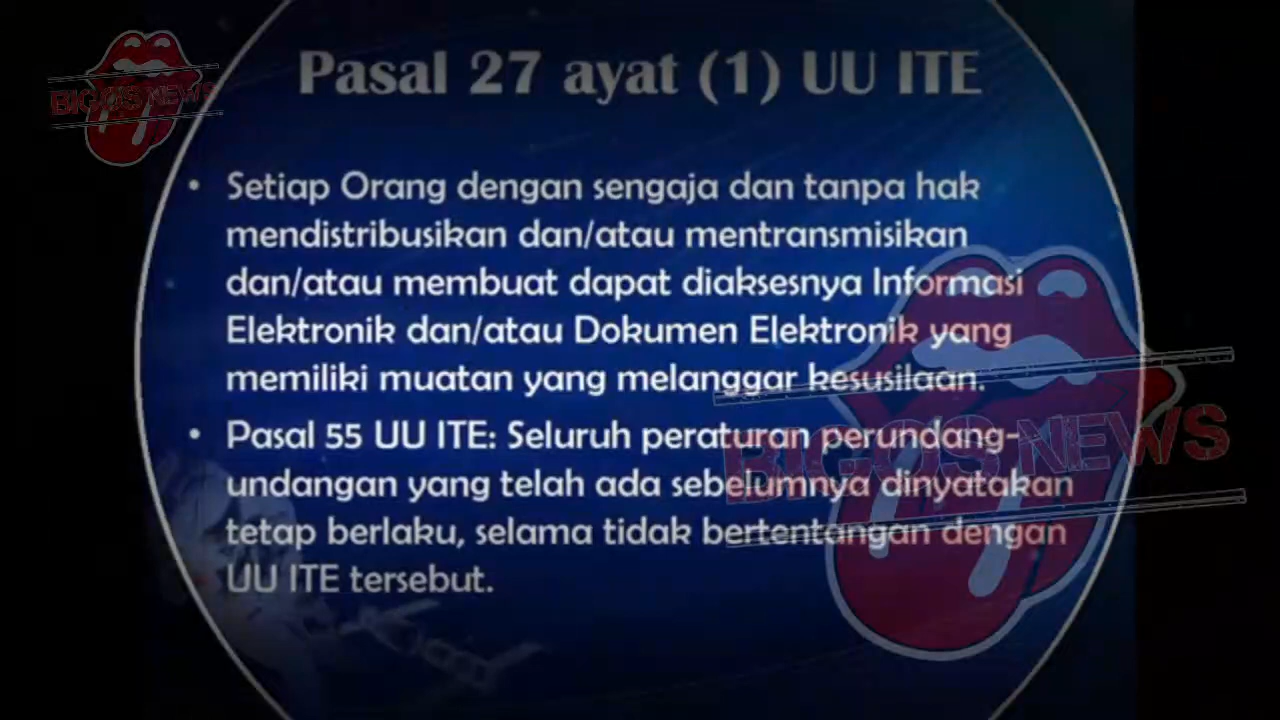 Pasal 27 ayat (1) UU ITE
BIGOS NEWS
• Setiap Orang dengan sengaja dan tanpa hak
mendistribusikan dan/atau mentransmisikan
dan/atau membuat dapat diaksesnya Informasi
Elektronik dan/atau Dokumen Elektronik yang
memiliki muatan yang melanggar kesusilaan.
• Pasal 55 UU ITE: Seluruh peraturan perundang-
undangan yang telah ada sebelumnya dinyatakan
tetap berlaku, selama tidak bertentangan dengan
UU ITE tersebut.
BIGOS NEWS